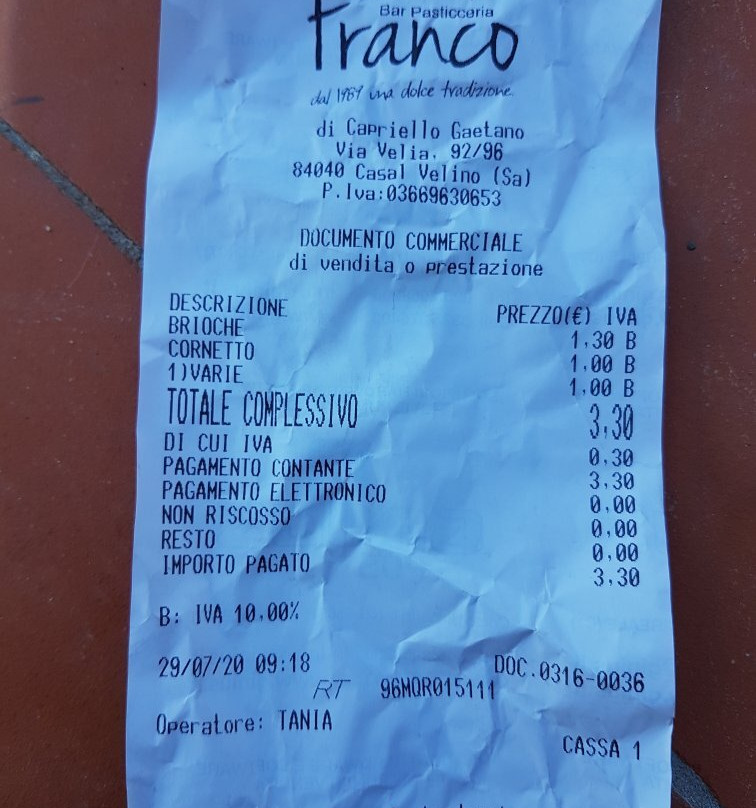 Bar Pasticceria
Franco
dal 1987 una dolce tradizione
di Capriello Gaetano
Via Velia, 92/96
84040 Casal Velino (Sa)
P.Iva:03669630653
DOCUMENTO COMMERCIALE
di vendita o prestazione
DESCRIZIONE PREZZO(€) IVA
BRIOCHE 1,30 B
CORNETTO 1,00 B
1)VARIE 1,00 B
TOTALE COMPLESSIVO 3,30
DI CUI IVA 0,30
PAGAMENTO CONTANTE 3,30
PAGAMENTO ELETTRONICO 0,00
NON RISCOSSO 0,00
RESTO 0,00
IMPORTO PAGATO 3,30
B: IVA 10,00%
29/07/20 09:18 DOC.0316-0036
RT 96MQR015111
Operatore: TANIA
CASSA 1